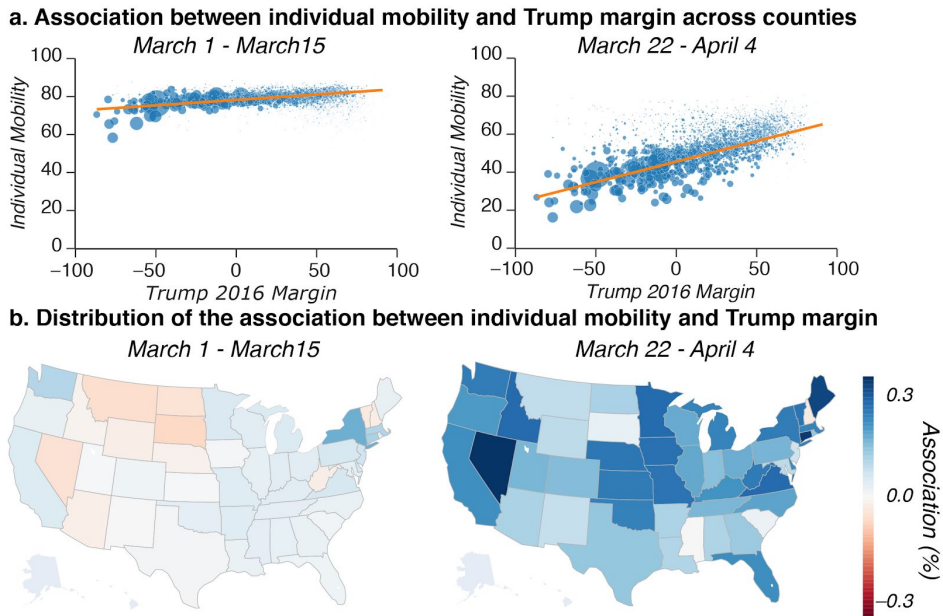 a. Association between individual mobility and Trump margin across counties
March 1 - March15
March 22 - April 4
Individual Mobility
100
80
60
40
20
0
−100
−50
0
50
100
Trump 2016 Margin
Individual Mobility
100
80
60
40
20
0
−100
−50
0
50
100
Trump 2016 Margin
b. Distribution of the association between individual mobility and Trump margin
March 1 - March15
March 22 - April 4
0.3
0.0
−0.3
Association (%)